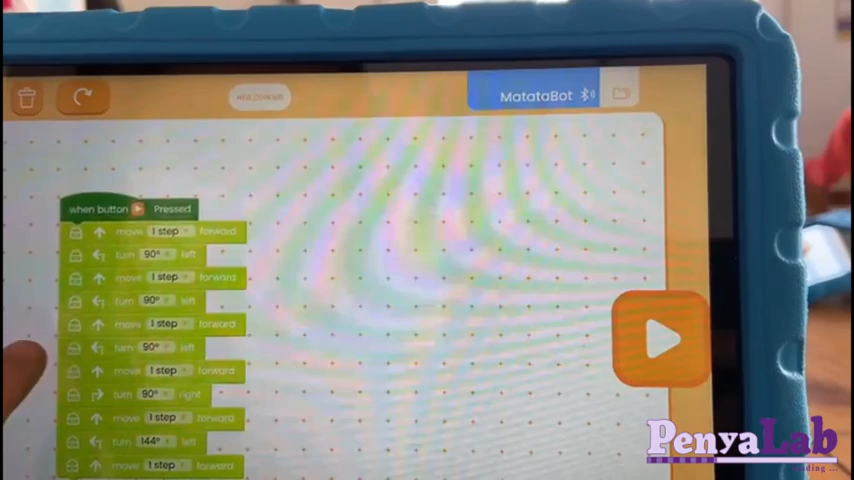 MatataBot
when button Pressed
move 1 step forward
turn 90° left
move 1 step forward
turn 90° left
move 1 step forward
turn 90° left
move 1 step forward
turn 90° right
move 1 step forward
turn 144° left
move 1 step forward
PenyaLab